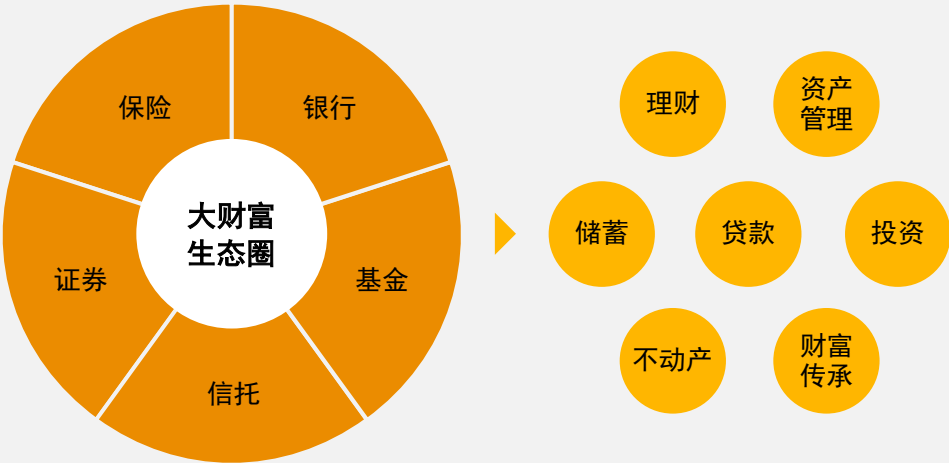 保险
银行
大财富
生态圈
证券
基金
信托
理财
资产
管理
储蓄
贷款
投资
不动产
财富
传承